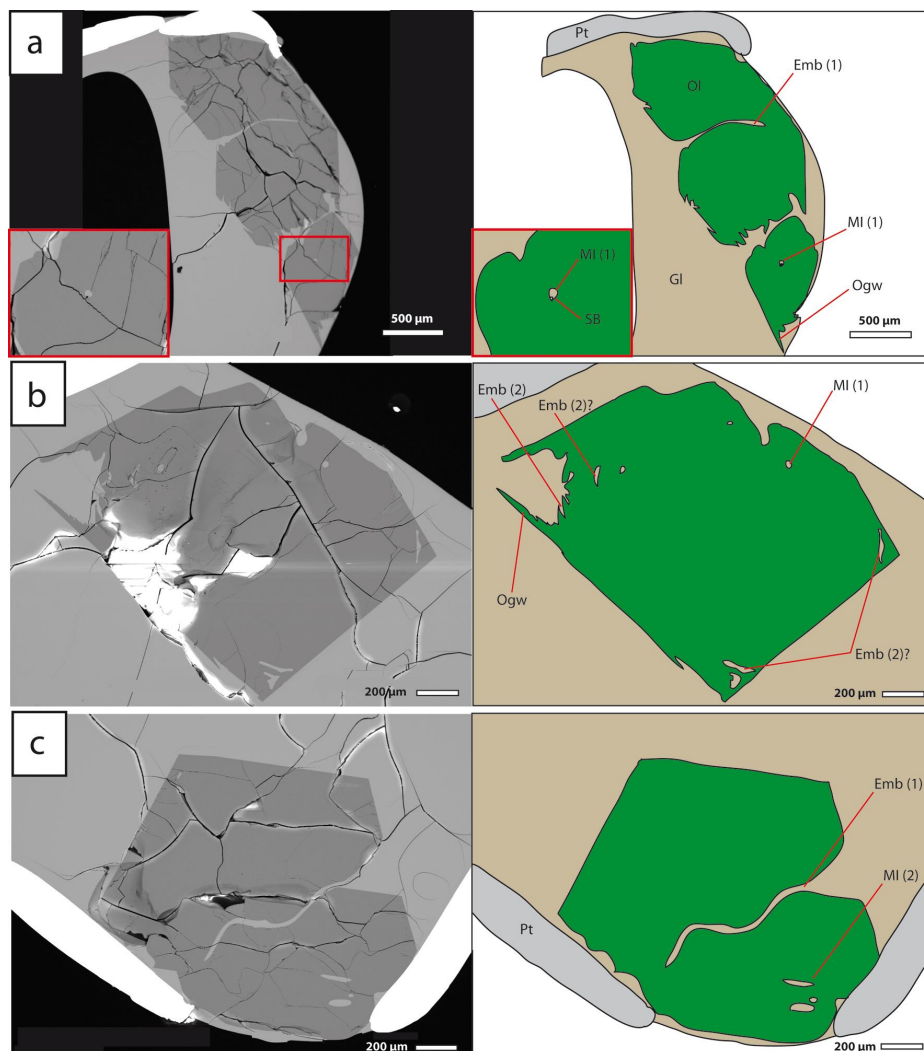 a
Pt
Emb (1)
Ol
MI (1)
MI (1)
Ogw
SB
Gl
500 µm
500 µm
b
Emb (2)
Emb (2)?
MI (1)
Ogw
Emb (2)?
200 µm
200 µm
c
Emb (1)
MI (2)
Pt
200 µm
200 µm